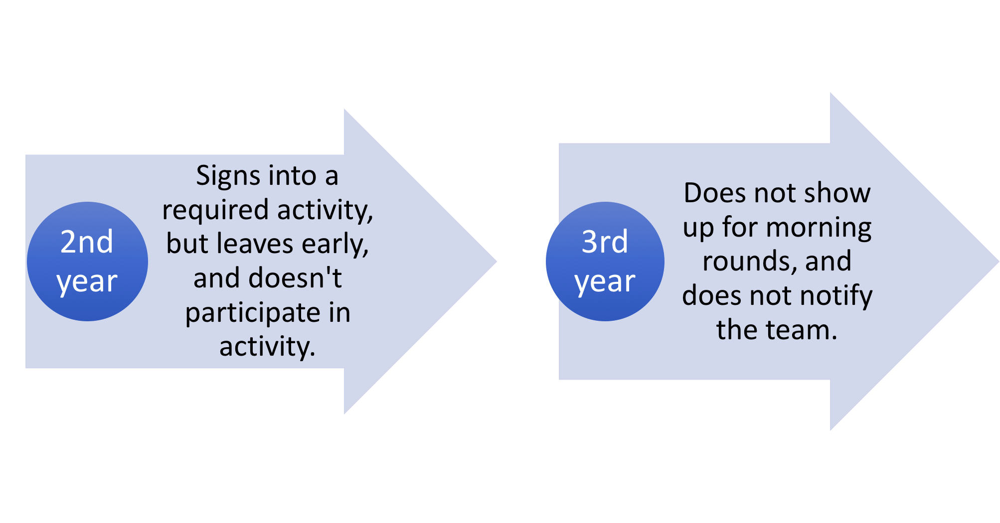 2nd
year
Signs into a
required activity,
but leaves early,
and doesn't
participate in
activity.
3rd
year
Does not show
up for morning
rounds, and
does not notify
the team.